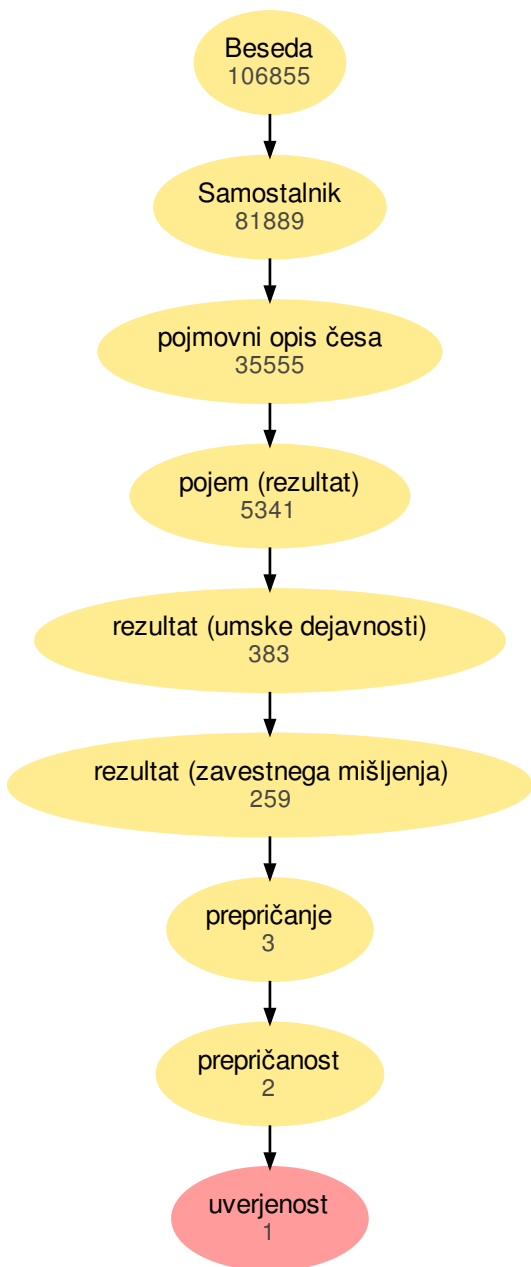 Beseda
106855
Samostalnik
81889
pojmovni opis česa
35555
pojem (rezultat)
5341
rezultat (umske dejavnosti)
383
rezultat (zavestnega mišljenja)
259
prepričanje
3
prepričanost
2
uverjenost
1